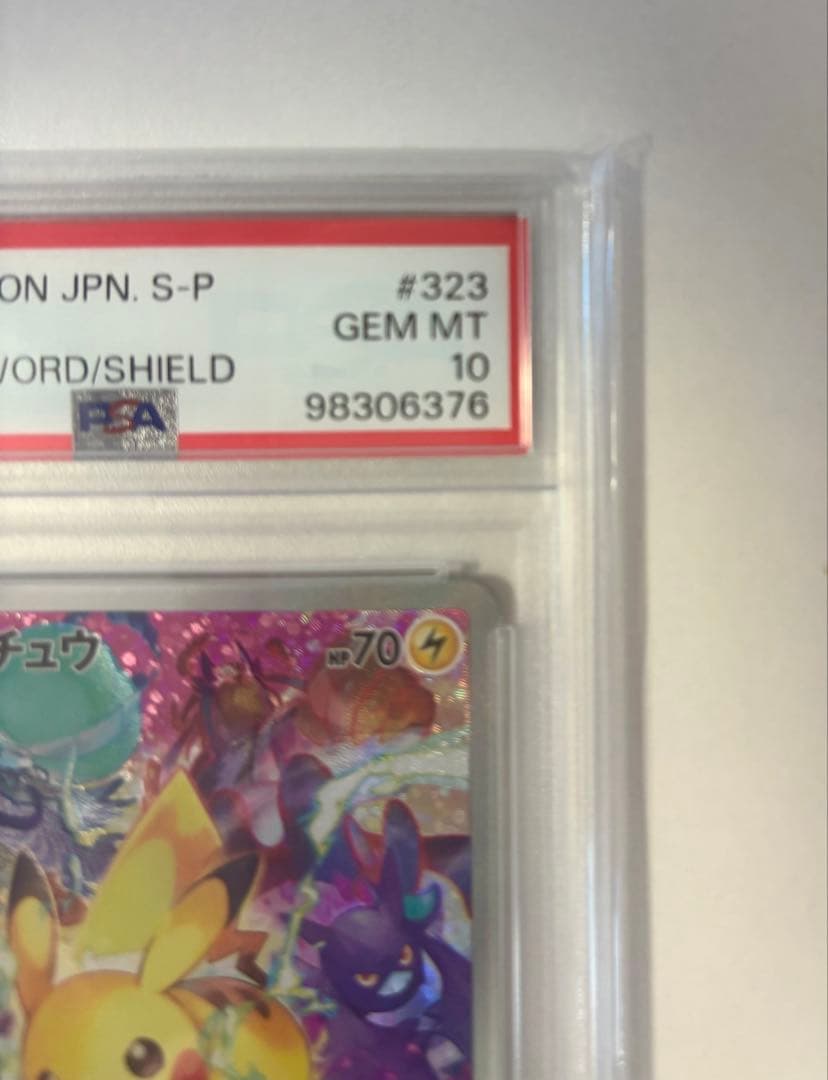 ON JPN. S-P #323
GEM MT
/ORD/SHIELD 10
PSA 98306376
チュウ HP70